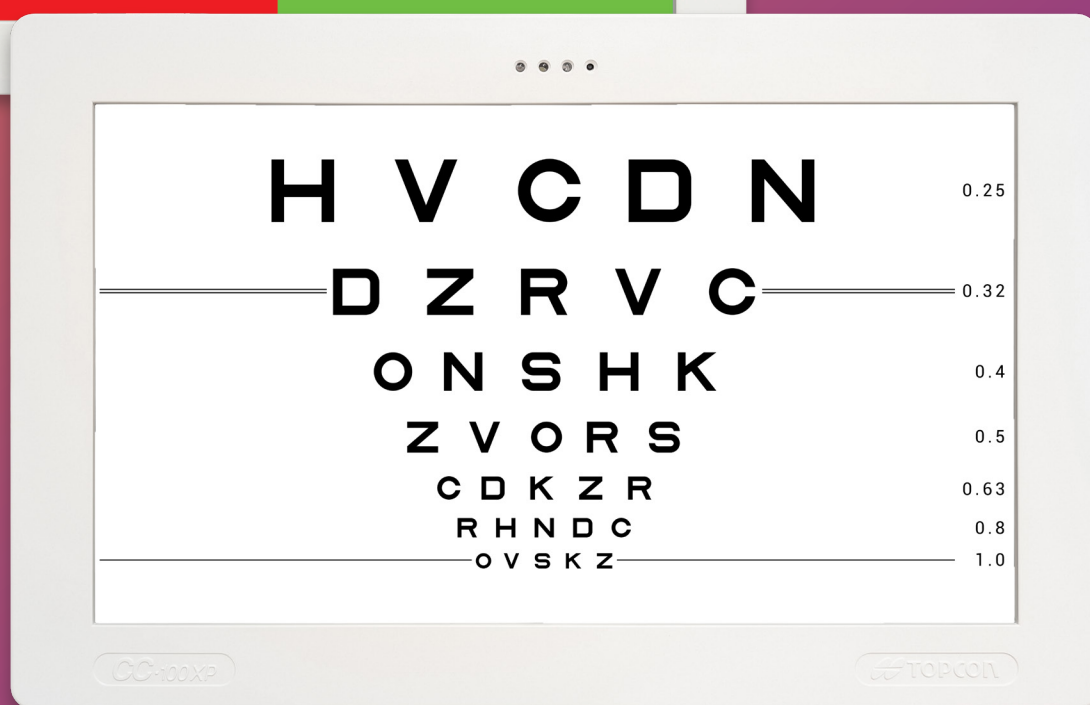 H V C D N 0.25
D Z R V C 0.32
O N S H K 0.4
Z V O R S 0.5
C D K Z R 0.63
R H N D C 0.8
O V S K Z 1.0
CC-100XP TOPCON